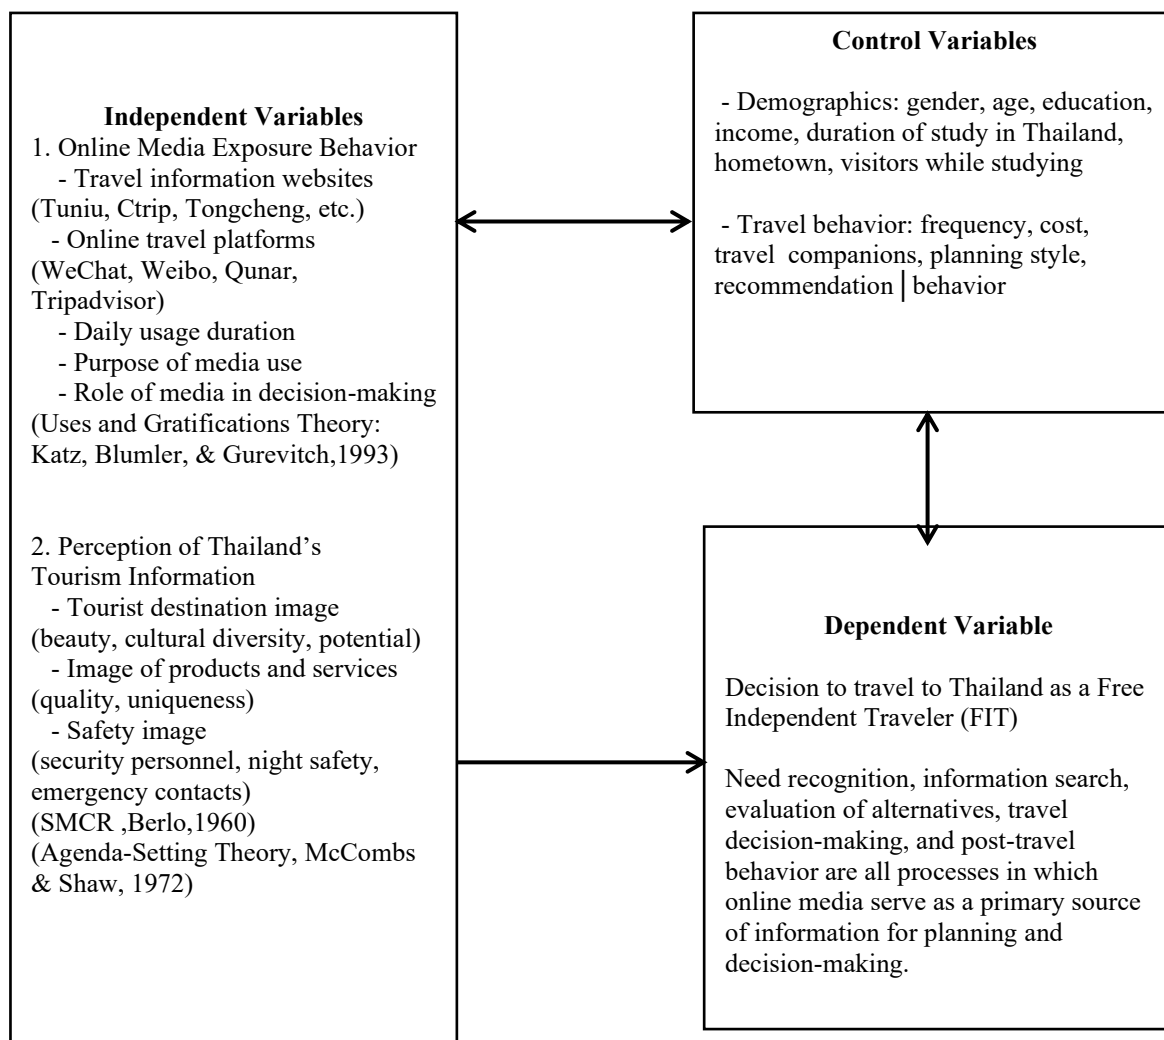 Independent Variables
1. Online Media Exposure Behavior
- Travel information websites
(Tuniu, Ctrip, Tongcheng, etc.)
- Online travel platforms
(WeChat, Weibo, Qunar,
Tripadvisor)
- Daily usage duration
- Purpose of media use
- Role of media in decision-making
(Uses and Gratifications Theory:
Katz, Blumler, & Gurevitch,1993)
2. Perception of Thailand’s
Tourism Information
- Tourist destination image
(beauty, cultural diversity, potential)
- Image of products and services
(quality, uniqueness)
- Safety image
(security personnel, night safety,
emergency contacts)
(SMCR ,Berlo,1960)
(Agenda-Setting Theory, McCombs
& Shaw, 1972)
Control Variables
- Demographics: gender, age, education,
income, duration of study in Thailand,
hometown, visitors while studying
- Travel behavior: frequency, cost,
travel companions, planning style,
recommendation | behavior
Dependent Variable
Decision to travel to Thailand as a Free
Independent Traveler (FIT)
Need recognition, information search,
evaluation of alternatives, travel
decision-making, and post-travel
behavior are all processes in which
online media serve as a primary source
of information for planning and
decision-making.